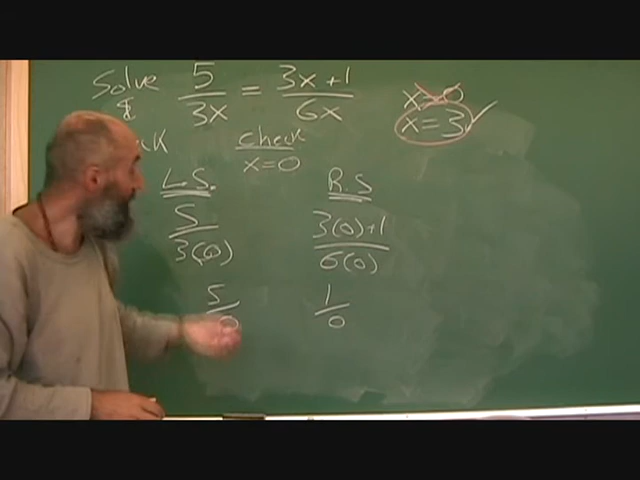 Solve 5/3x = 3x+1/6x
&
check
x=0
x=0
x=3 ✓
L.S.
R.S
5/3(0)
3(0)+1/6(0)
5/0
1/0